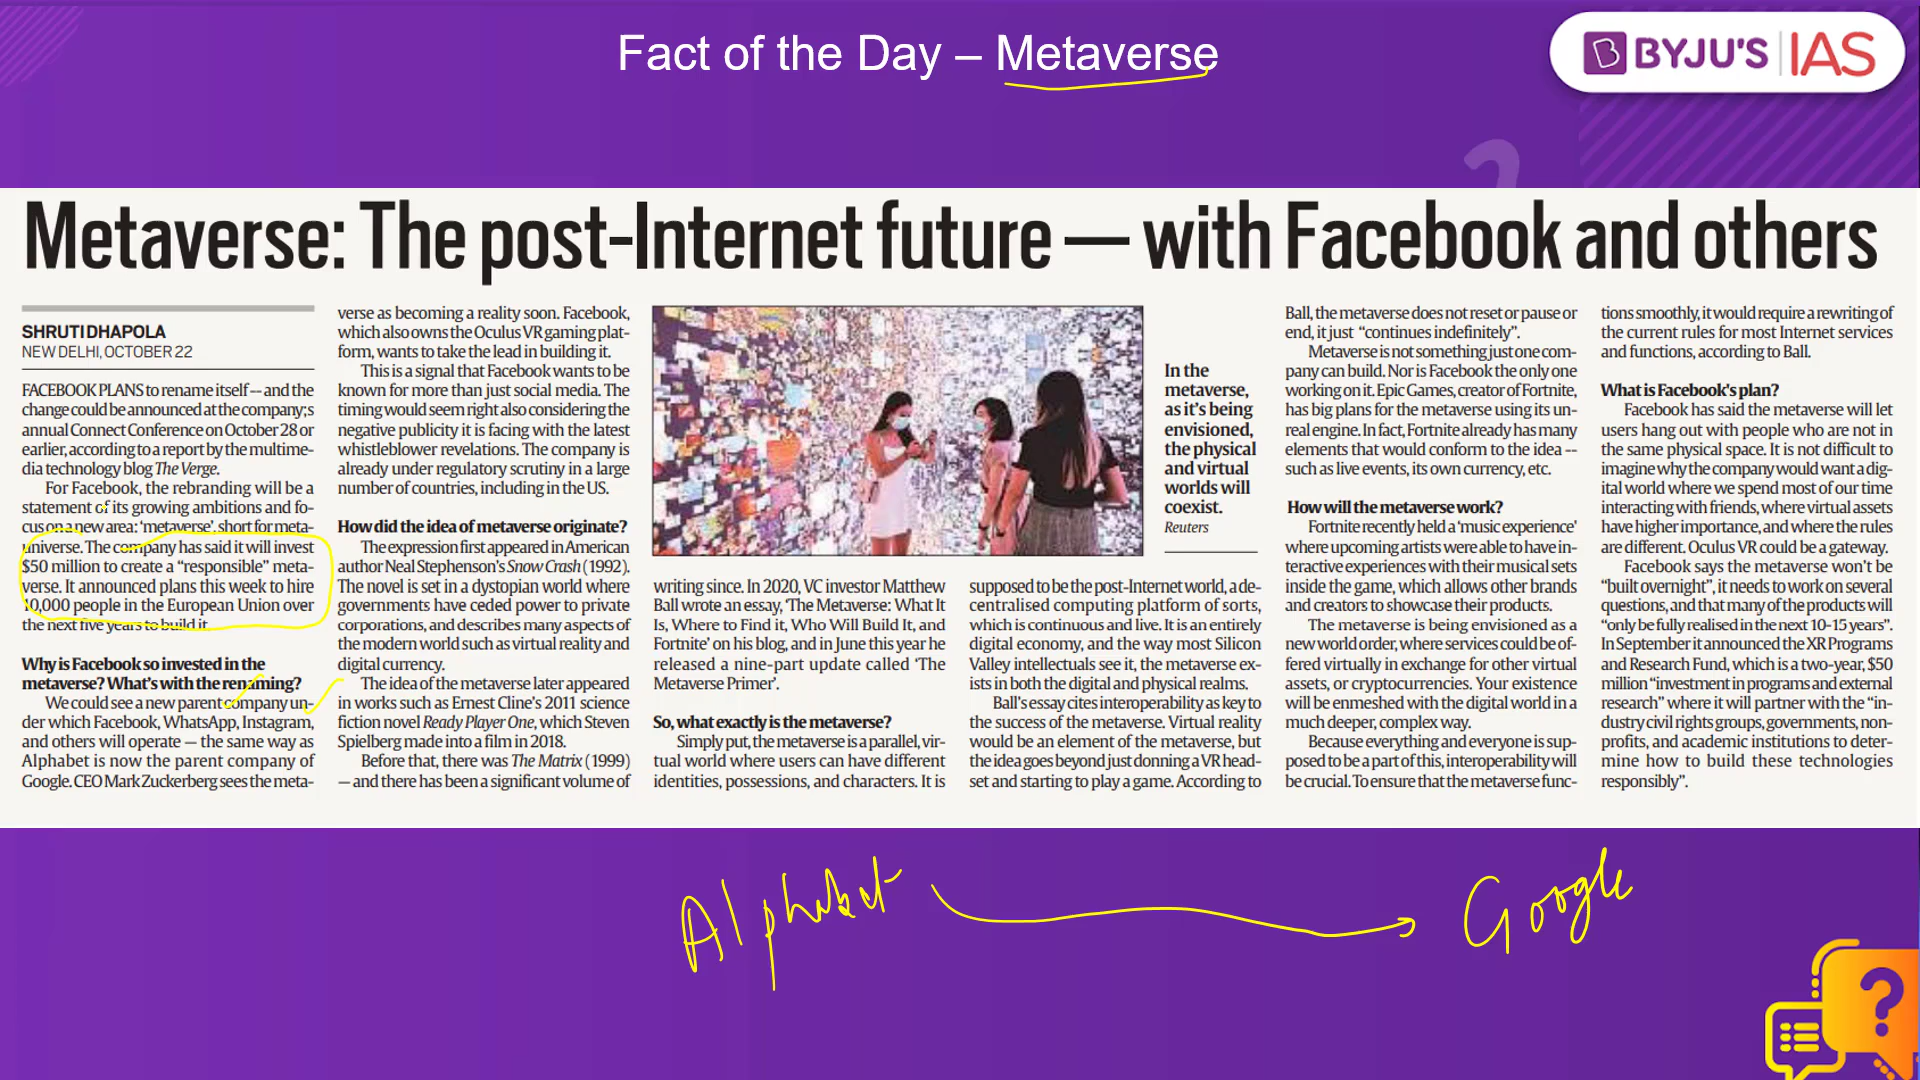 Fact of the Day – Metaverse
BYJU'S IAS
Metaverse: The post-Internet future — with Facebook and others
SHRUTI DHAPOLA
NEW DELHI, OCTOBER 22
FACEBOOK PLANS to rename itself -- and the
change could be announced at the company;s
annual Connect Conference on October 28 or
earlier, according to a report by the multime-
dia technology blog The Verge.
For Facebook, the rebranding will be a
statement of its growing ambitions and fo-
cus on a new area: 'metaverse', short for meta-
universe. The company has said it will invest
$50 million to create a "responsible" meta-
verse. It announced plans this week to hire
10,000 people in the European Union over
the next five years to build it.
Why is Facebook so invested in the
metaverse? What's with the renaming?
We could see a new parent company un-
der which Facebook, WhatsApp, Instagram,
and others will operate — the same way as
Alphabet is now the parent company of
Google. CEO Mark Zuckerberg sees the meta-
verse as becoming a reality soon. Facebook,
which also owns the Oculus VR gaming plat-
form, wants to take the lead in building it.
This is a signal that Facebook wants to be
known for more than just social media. The
timing would seem right also considering the
negative publicity it is facing with the latest
whistleblower revelations. The company is
already under regulatory scrutiny in a large
number of countries, including in the US.
How did the idea of metaverse originate?
The expression first appeared in American
author Neal Stephenson's Snow Crash (1992).
The novel is set in a dystopian world where
governments have ceded power to private
corporations, and describes many aspects of
the modern world such as virtual reality and
digital currency.
The idea of the metaverse later appeared
in works such as Ernest Cline's 2011 science
fiction novel Ready Player One, which Steven
Spielberg made into a film in 2018.
Before that, there was The Matrix (1999)
— and there has been a significant volume of
In the
metaverse,
as it's being
envisioned,
the physical
and virtual
worlds will
coexist.
Reuters
writing since. In 2020, VC investor Matthew
Ball wrote an essay, 'The Metaverse: What It
Is, Where to Find it, Who Will Build It, and
Fortnite' on his blog, and in June this year he
released a nine-part update called 'The
Metaverse Primer'.
So, what exactly is the metaverse?
Simply put, the metaverse is a parallel, vir-
tual world where users can have different
identities, possessions, and characters. It is
supposed to be the post-Internet world, a de-
centralised computing platform of sorts,
which is continuous and live. It is an entirely
digital economy, and the way most Silicon
Valley intellectuals see it, the metaverse ex-
ists in both the digital and physical realms.
Ball's essay cites interoperability as key to
the success of the metaverse. Virtual reality
would be an element of the metaverse, but
the idea goes beyond just donning a VR head-
set and starting to play a game. According to
Ball, the metaverse does not reset or pause or
end, it just "continues indefinitely".
Metaverse is not something just one com-
pany can build. Nor is Facebook the only one
working on it. Epic Games, creator of Fortnite,
has big plans for the metaverse using its un-
real engine. In fact, Fortnite already has many
elements that would conform to the idea --
such as live events, its own currency, etc.
How will the metaverse work?
Fortnite recently held a 'music experience'
where upcoming artists were able to have in-
teractive experiences with their musical sets
inside the game, which allows other brands
and creators to showcase their products.
The metaverse is being envisioned as a
new world order, where services could be of-
fered virtually in exchange for other virtual
assets, or cryptocurrencies. Your existence
will be enmeshed with the digital world in a
much deeper, complex way.
Because everything and everyone is sup-
posed to be a part of this, interoperability will
be crucial. To ensure that the metaverse func-
tions smoothly, it would require a rewriting of
the current rules for most Internet services
and functions, according to Ball.
What is Facebook's plan?
Facebook has said the metaverse will let
users hang out with people who are not in
the same physical space. It is not difficult to
imagine why the company would want a dig-
ital world where we spend most of our time
interacting with friends, where virtual assets
have higher importance, and where the rules
are different. Oculus VR could be a gateway.
Facebook says the metaverse won't be
"built overnight", it needs to work on several
questions, and that many of the products will
"only be fully realised in the next 10-15 years".
In September it announced the XR Programs
and Research Fund, which is a two-year, $50
million "investment in programs and external
research" where it will partner with the "in-
dustry civil rights groups, governments, non-
profits, and academic institutions to deter-
mine how to build these technologies
responsibly".
Alphabet Google